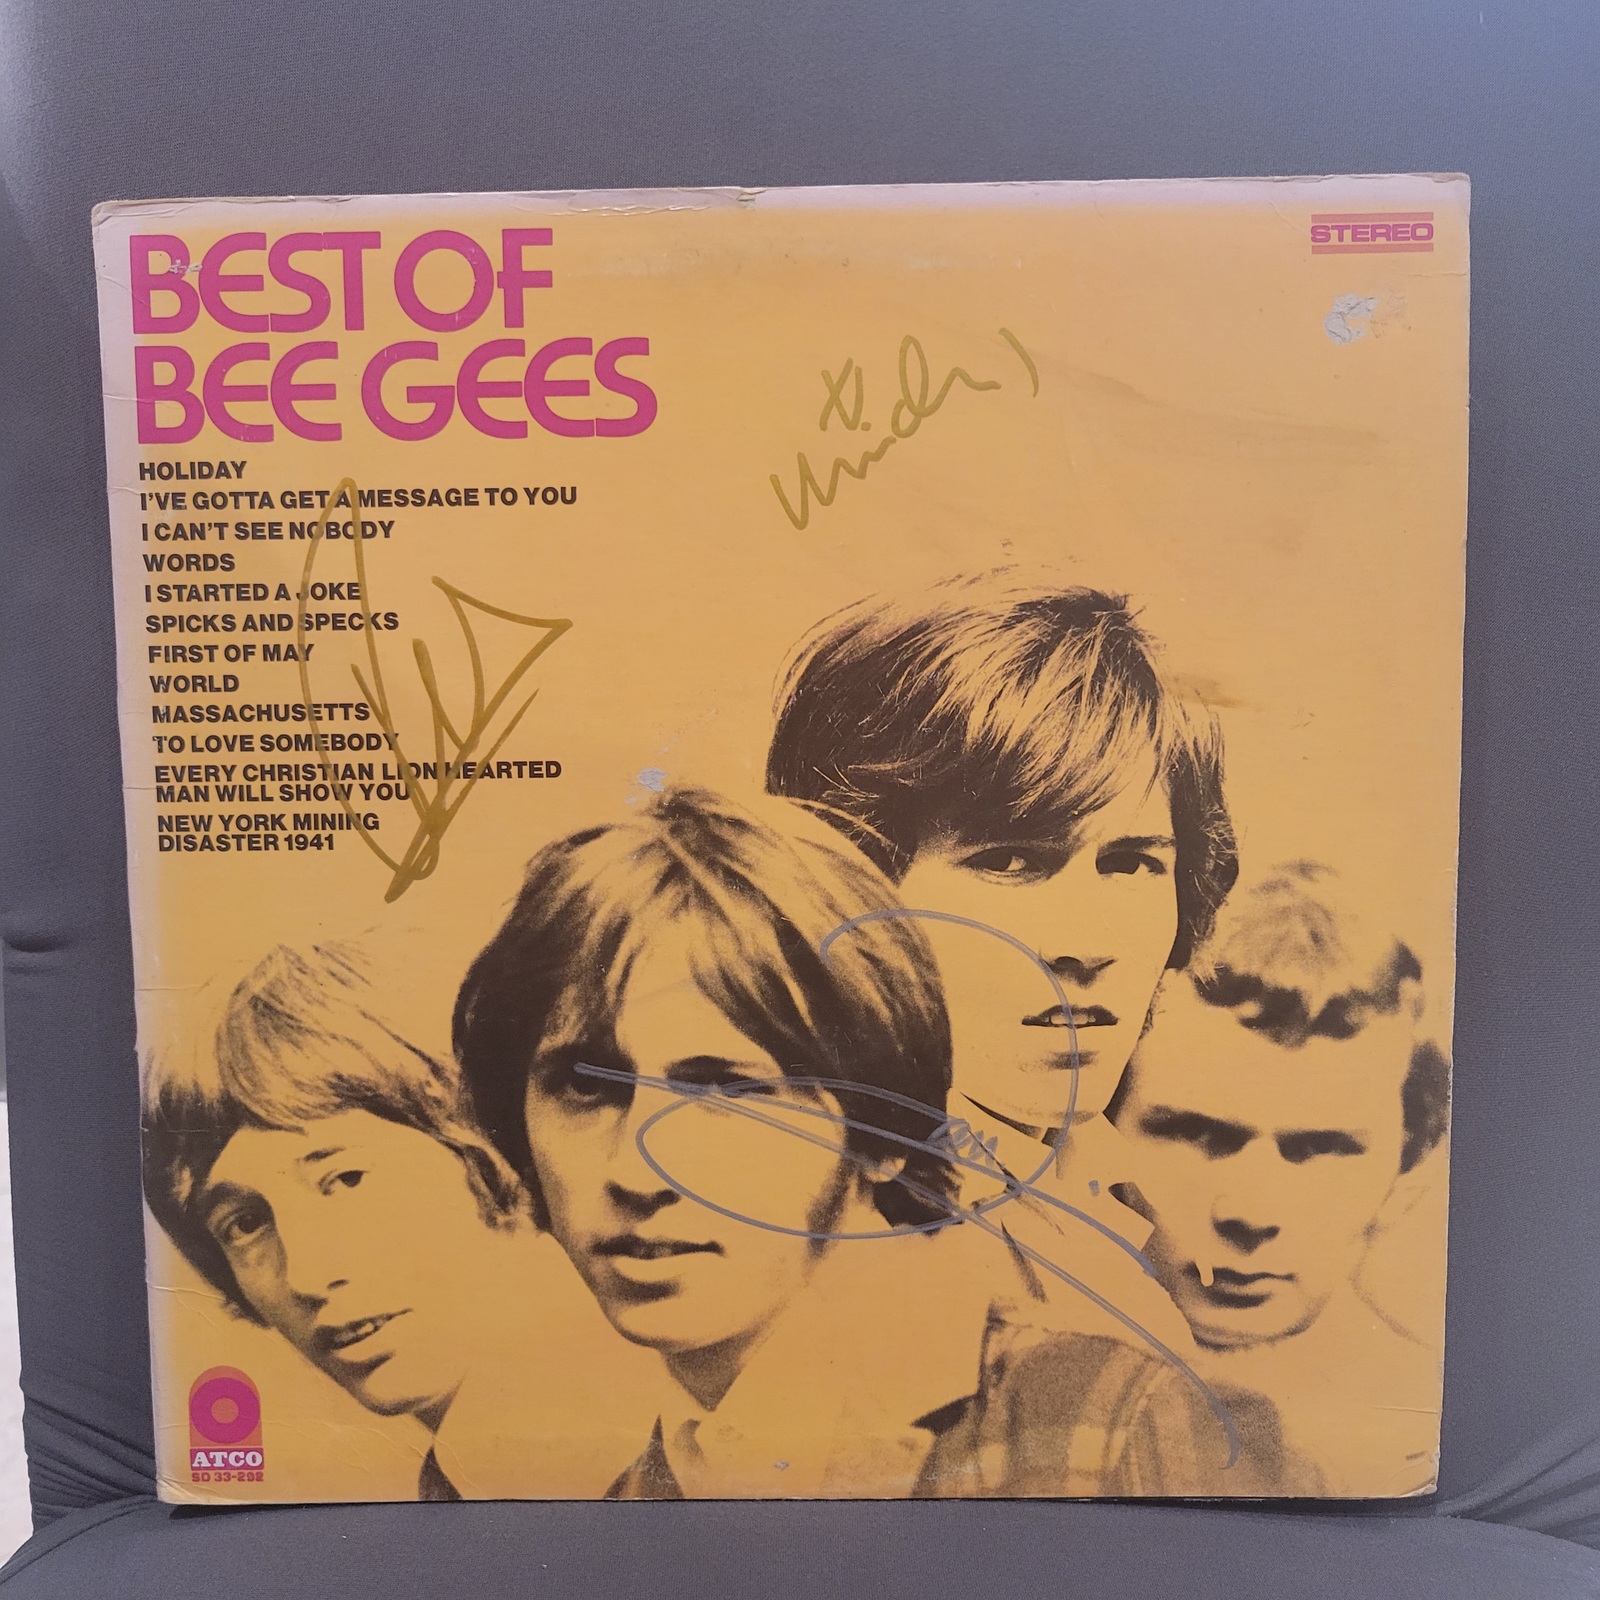 BEST OF
BEE GEES
STEREO
HOLIDAY
I'VE GOTTA GET A MESSAGE TO YOU
I CAN'T SEE NOBODY
WORDS
I STARTED A JOKE
SPICKS AND SPECKS
FIRST OF MAY
WORLD
MASSACHUSETTS
TO LOVE SOMEBODY
EVERY CHRISTIAN LION HEARTED
MAN WILL SHOW YOU
NEW YORK MINING
DISASTER 1941
ATCO
SD 33-292